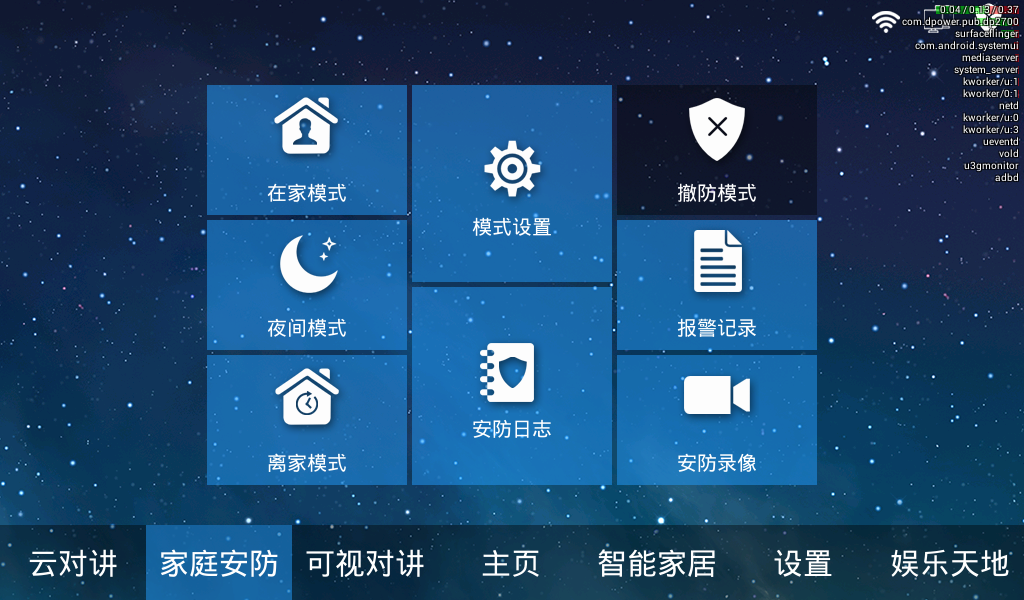 0.04 / 0.13 / 0.37
com.dpower.pub.dp2700
surfaceflinger
com.android.systemui
mediaserver
system_server
kworker/u:1
kworker/0:1
netd
kworker/u:0
kworker/u:3
ueventd
vold
u3gmonitor
adbd
在家模式
模式设置
撤防模式
夜间模式
报警记录
安防日志
离家模式
安防录像
云对讲
家庭安防
可视对讲
主页
智能家居
设置
娱乐天地